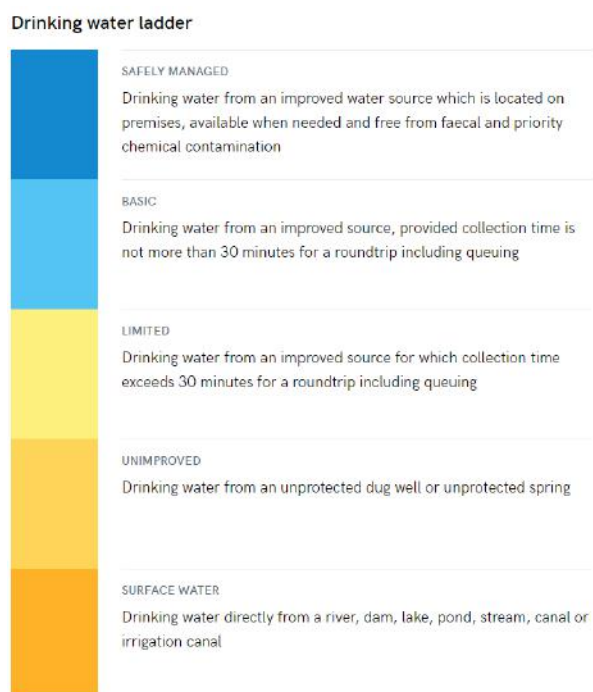 Drinking water ladder
SAFELY MANAGED
Drinking water from an improved water source which is located on
premises, available when needed and free from faecal and priority
chemical contamination
BASIC
Drinking water from an improved source, provided collection time is
not more than 30 minutes for a roundtrip including queuing
LIMITED
Drinking water from an improved source for which collection time
exceeds 30 minutes for a roundtrip including queuing
UNIMPROVED
Drinking water from an unprotected dug well or unprotected spring
SURFACE WATER
Drinking water directly from a river, dam, lake, pond, stream, canal or
irrigation canal